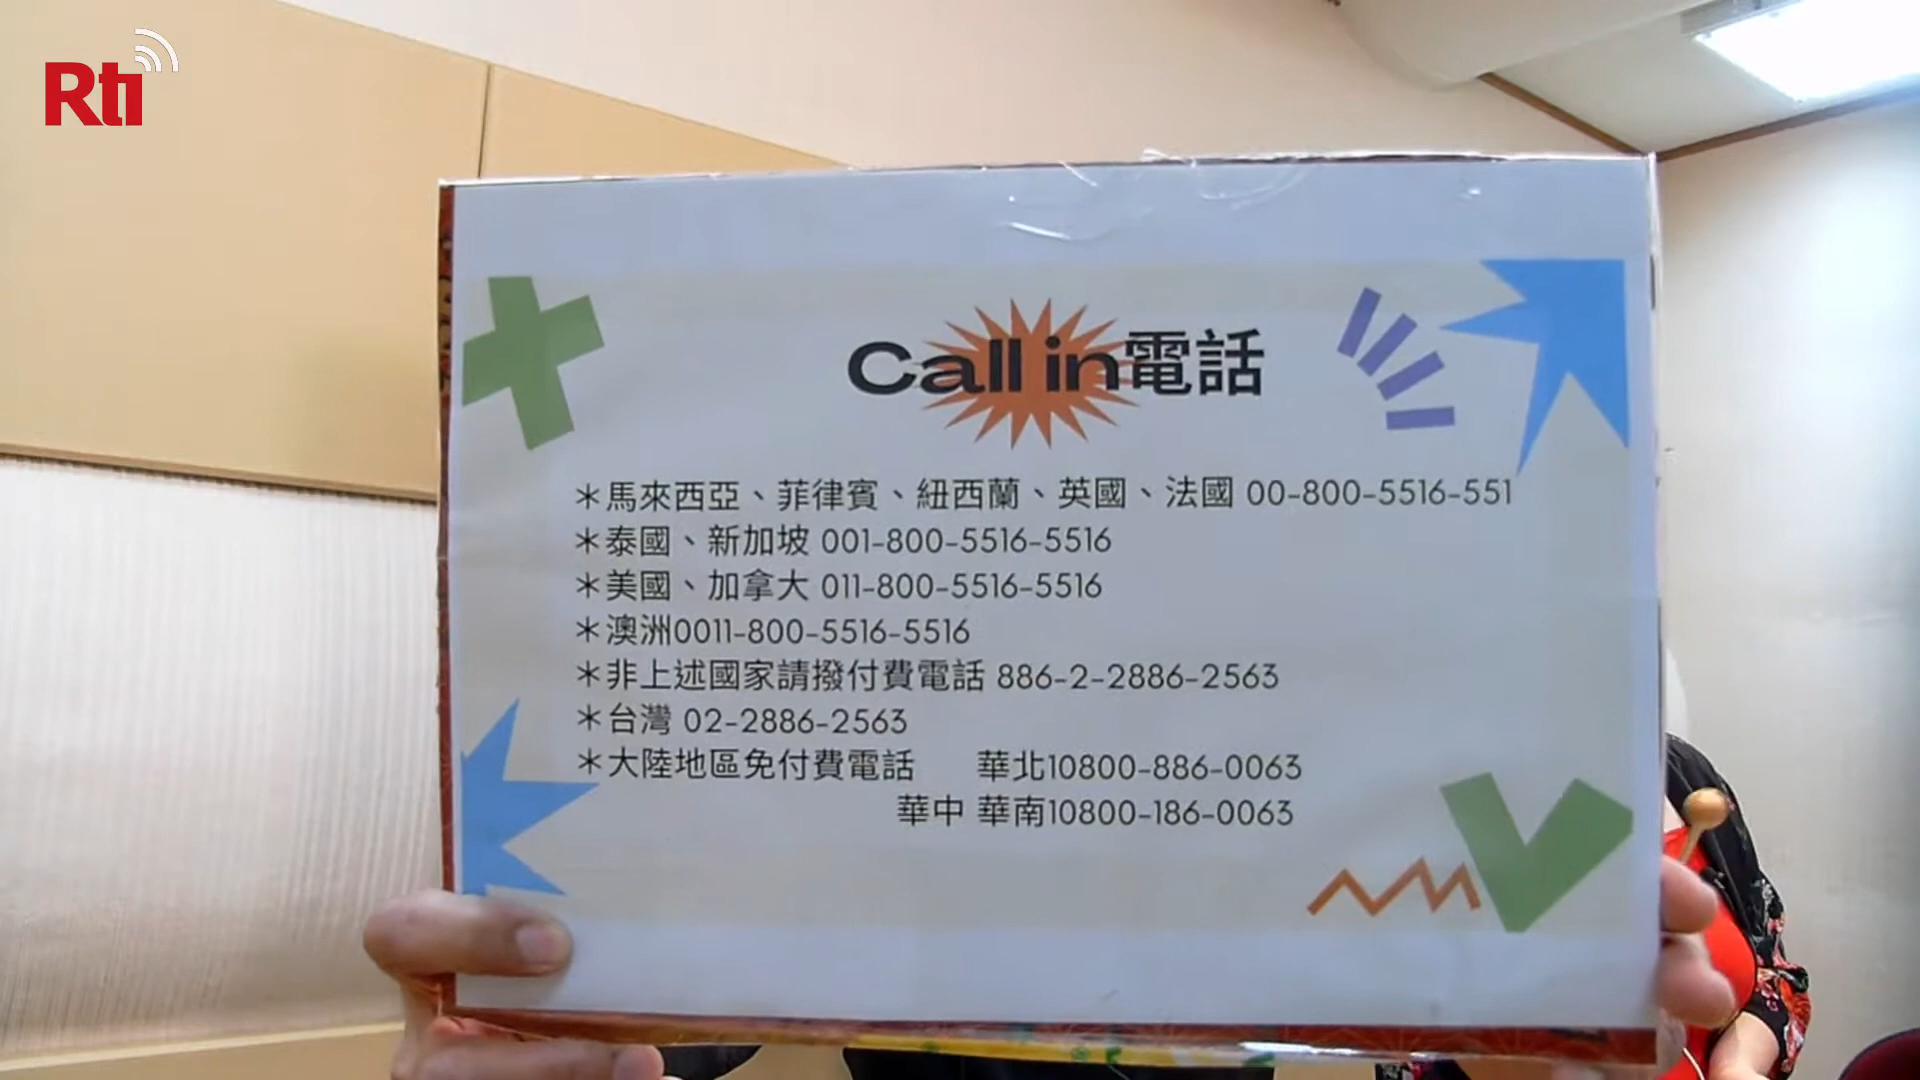 Rti
Call in電話
＊馬來西亞、菲律賓、紐西蘭、英國、法國 00-800-5516-551
＊泰國、新加坡 001-800-5516-5516
＊美國、加拿大 011-800-5516-5516
＊澳洲0011-800-5516-5516
＊非上述國家請撥付費電話 886-2-2886-2563
＊台灣 02-2886-2563
＊大陸地區免付費電話 華北10800-886-0063
華中 華南10800-186-0063